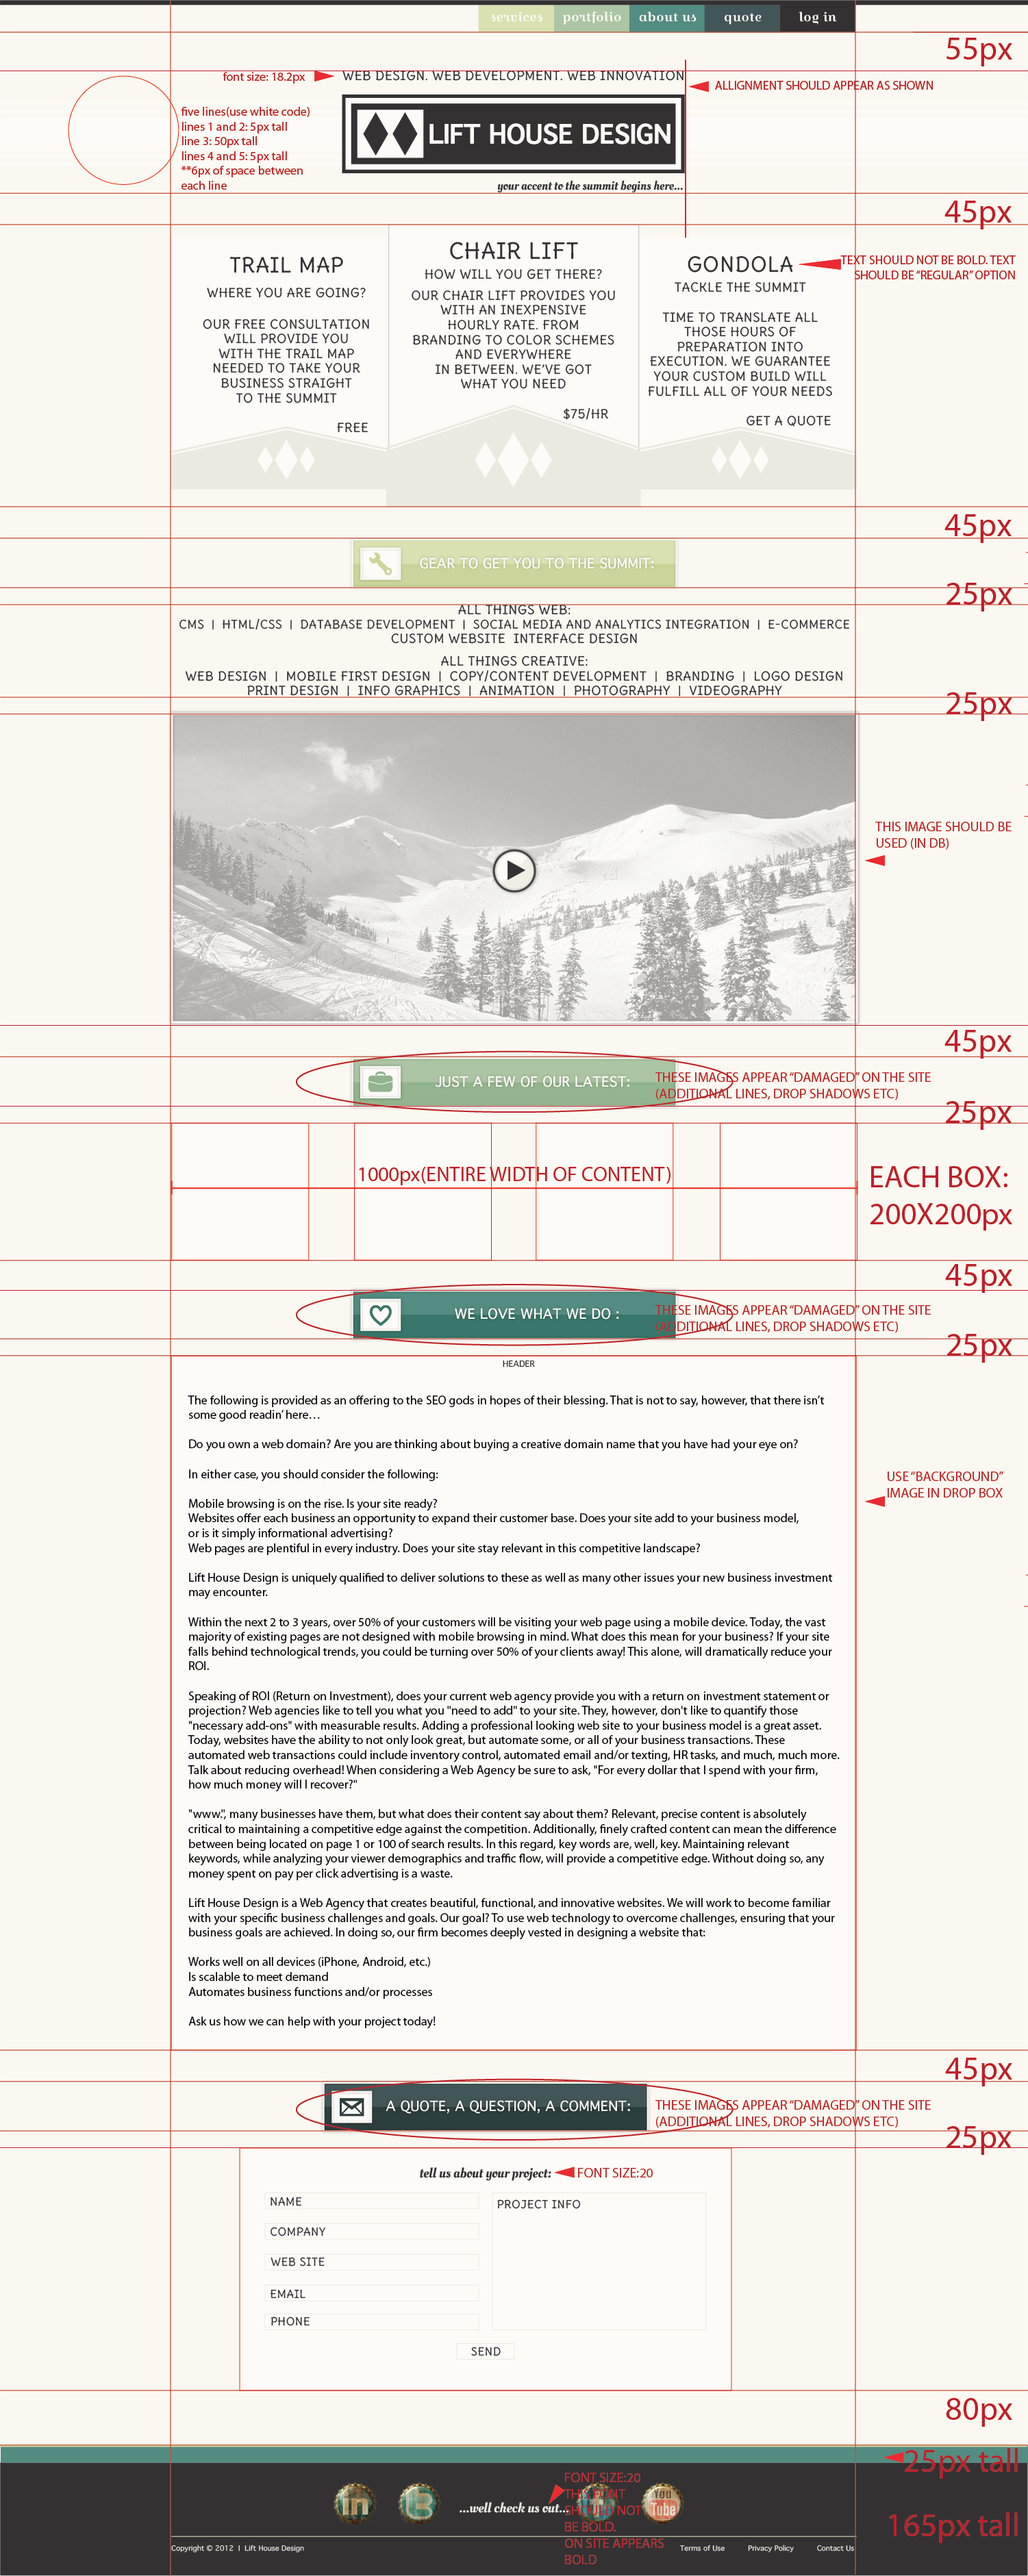 services portfolio about us quote log in
55px
font size: 18.2px
WEB DESIGN. WEB DEVELOPMENT. WEB INNOVATION
ALLIGNMENT SHOULD APPEAR AS SHOWN
five lines(use white code)
lines 1 and 2: 5px tall
line 3: 50px tall
lines 4 and 5: 5px tall
**6px of space between
each line
LIFT HOUSE DESIGN
your accent to the summit begins here...
45px
TRAIL MAP
WHERE YOU ARE GOING?
OUR FREE CONSULTATION
WILL PROVIDE YOU
WITH THE TRAIL MAP
NEEDED TO TAKE YOUR
BUSINESS STRAIGHT
TO THE SUMMIT
FREE
CHAIR LIFT
HOW WILL YOU GET THERE?
OUR CHAIR LIFT PROVIDES YOU
WITH AN INEXPENSIVE
HOURLY RATE. FROM
BRANDING TO COLOR SCHEMES
AND EVERYWHERE
IN BETWEEN. WE'VE GOT
WHAT YOU NEED
$75/HR
GONDOLA
TACKLE THE SUMMIT
TIME TO TRANSLATE ALL
THOSE HOURS OF
PREPARATION INTO
EXECUTION. WE GUARANTEE
YOUR CUSTOM BUILD WILL
FULFILL ALL OF YOUR NEEDS
GET A QUOTE
TEXT SHOULD NOT BE BOLD. TEXT
SHOULD BE “REGULAR” OPTION
45px
GEAR TO GET YOU TO THE SUMMIT:
25px
ALL THINGS WEB:
CMS | HTML/CSS | DATABASE DEVELOPMENT | SOCIAL MEDIA AND ANALYTICS INTEGRATION | E-COMMERCE
CUSTOM WEBSITE INTERFACE DESIGN
ALL THINGS CREATIVE:
WEB DESIGN | MOBILE FIRST DESIGN | COPY/CONTENT DEVELOPMENT | BRANDING | LOGO DESIGN
PRINT DESIGN | INFO GRAPHICS | ANIMATION | PHOTOGRAPHY | VIDEOGRAPHY
25px
THIS IMAGE SHOULD BE
USED (IN DB)
45px
JUST A FEW OF OUR LATEST:
THESE IMAGES APPEAR “DAMAGED” ON THE SITE
(ADDITIONAL LINES, DROP SHADOWS ETC)
25px
1000px(ENTIRE WIDTH OF CONTENT)
EACH BOX:
200X200px
45px
WE LOVE WHAT WE DO :
THESE IMAGES APPEAR “DAMAGED” ON THE SITE
(ADDITIONAL LINES, DROP SHADOWS ETC)
25px
HEADER
The following is provided as an offering to the SEO gods in hopes of their blessing. That is not to say, however, that there isn’t
some good readin’ here…
Do you own a web domain? Are you are thinking about buying a creative domain name that you have had your eye on?
In either case, you should consider the following:
USE “BACKGROUND”
IMAGE IN DROP BOX
Mobile browsing is on the rise. Is your site ready?
Websites offer each business an opportunity to expand their customer base. Does your site add to your business model,
or is it simply informational advertising?
Web pages are plentiful in every industry. Does your site stay relevant in this competitive landscape?
Lift House Design is uniquely qualified to deliver solutions to these as well as many other issues your new business investment
may encounter.
Within the next 2 to 3 years, over 50% of your customers will be visiting your web page using a mobile device. Today, the vast
majority of existing pages are not designed with mobile browsing in mind. What does this mean for your business? If your site
falls behind technological trends, you could be turning over 50% of your clients away! This alone, will dramatically reduce your
ROI.
Speaking of ROI (Return on Investment), does your current web agency provide you with a return on investment statement or
projection? Web agencies like to tell you what you "need to add" to your site. They, however, don't like to quantify those
"necessary add-ons" with measurable results. Adding a professional looking web site to your business model is a great asset.
Today, websites have the ability to not only look great, but automate some, or all of your business transactions. These
automated web transactions could include inventory control, automated email and/or texting, HR tasks, and much, much more.
Talk about reducing overhead! When considering a Web Agency be sure to ask, "For every dollar that I spend with your firm,
how much money will I recover?"
"www.", many businesses have them, but what does their content say about them? Relevant, precise content is absolutely
critical to maintaining a competitive edge against the competition. Additionally, finely crafted content can mean the difference
between being located on page 1 or 100 of search results. In this regard, key words are, well, key. Maintaining relevant
keywords, while analyzing your viewer demographics and traffic flow, will provide a competitive edge. Without doing so, any
money spent on pay per click advertising is a waste.
Lift House Design is a Web Agency that creates beautiful, functional, and innovative websites. We will work to become familiar
with your specific business challenges and goals. Our goal? To use web technology to overcome challenges, ensuring that your
business goals are achieved. In doing so, our firm becomes deeply vested in designing a website that:
Works well on all devices (iPhone, Android, etc.)
Is scalable to meet demand
Automates business functions and/or processes
Ask us how we can help with your project today!
45px
A QUOTE, A QUESTION, A COMMENT:
THESE IMAGES APPEAR “DAMAGED” ON THE SITE
(ADDITIONAL LINES, DROP SHADOWS ETC)
25px
tell us about your project:
FONT SIZE:20
NAME
COMPANY
WEB SITE
EMAIL
PHONE
PROJECT INFO
SEND
80px
25px tall
FONT SIZE:20
THIS FONT
SHOULD NOT
BE BOLD.
ON SITE APPEARS
BOLD
in
...well check us out...
You
Tube
165px tall
Copyright © 2012 | Lift House Design
Terms of Use Privacy Policy Contact Us